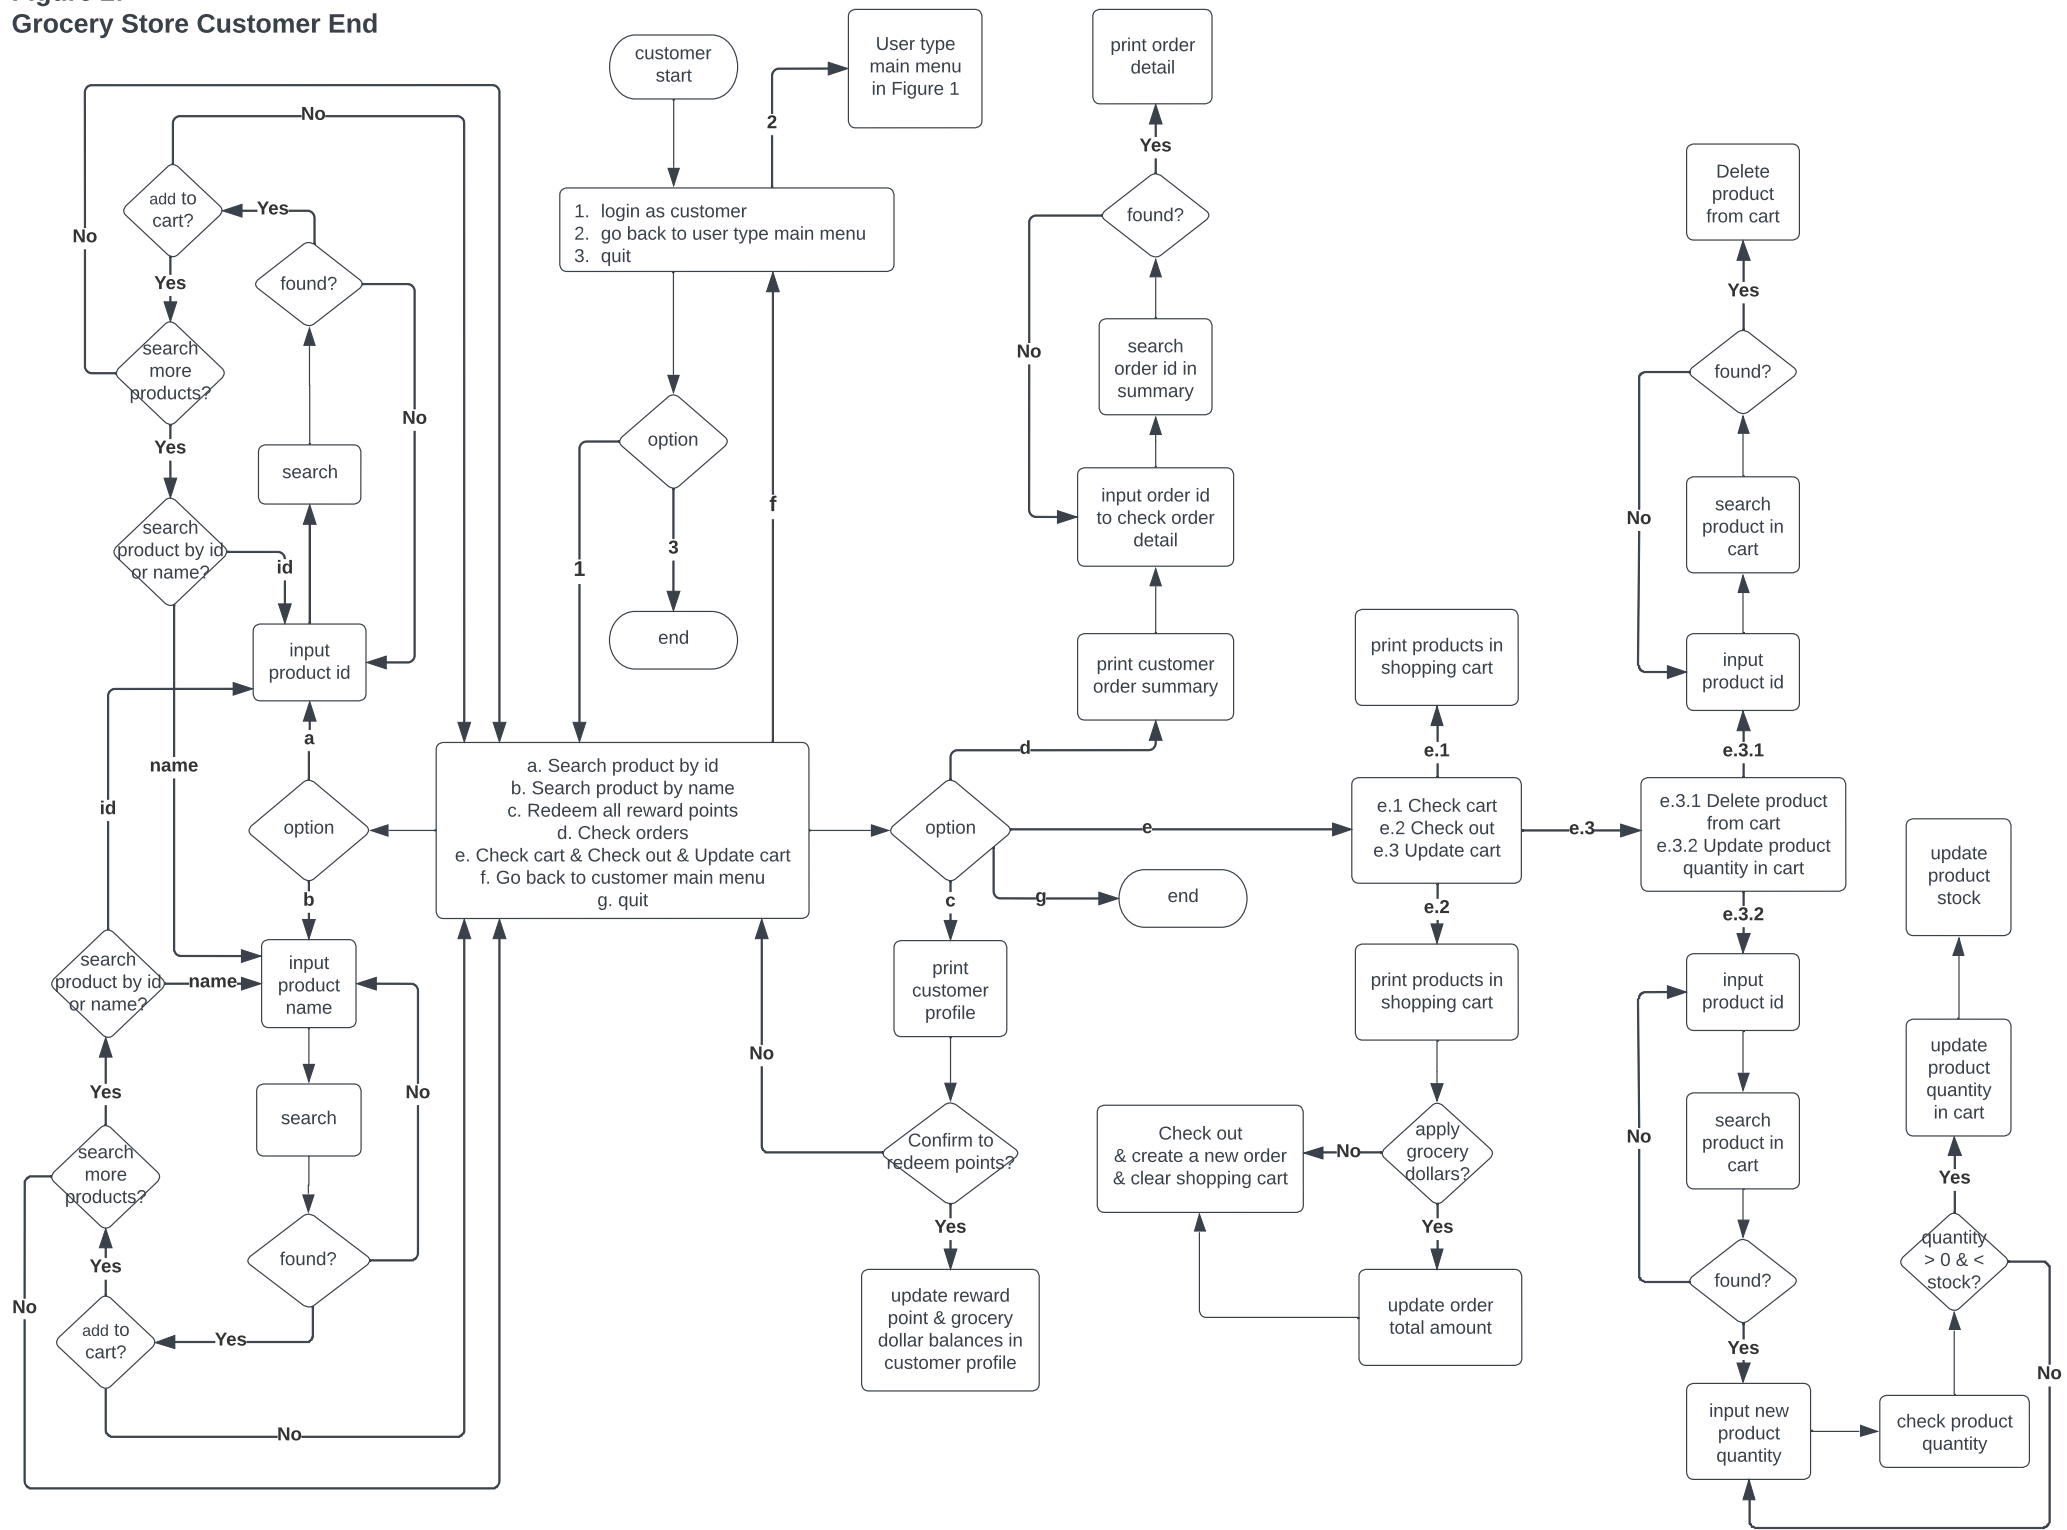 Grocery Store Customer End
customer
start
User type
main menu
in Figure 1
2
1. login as customer
2. go back to user type main menu
3. quit
option
1
3
f
end
No
No
add to
cart?
Yes
found?
Yes
search
more
products?
No
Yes
search
search
product by id
or name?
id
input
product id
name
id
a
option
b
a. Search product by id
b. Search product by name
c. Redeem all reward points
d. Check orders
e. Check cart & Check out & Update cart
f. Go back to customer main menu
g. quit
search
product by id
or name?
name
input
product
name
Yes
search
No
search
more
products?
found?
Yes
Yes
No
add to
cart?
No
print order
detail
Yes
found?
No
search
order id in
summary
input order id
to check order
detail
print customer
order summary
d
option
e
g
end
c
print
customer
profile
No
Confirm to
redeem points?
Yes
update reward
point & grocery
dollar balances in
customer profile
print products in
shopping cart
e.1
e.1 Check cart
e.2 Check out
e.3 Update cart
e.2
print products in
shopping cart
apply
grocery
dollars?
No
Check out
& create a new order
& clear shopping cart
Yes
update order
total amount
e.3
Delete
product
from cart
Yes
found?
No
search
product in
cart
input
product id
e.3.1
e.3.1 Delete product
from cart
e.3.2 Update product
quantity in cart
e.3.2
input
product id
No
search
product in
cart
found?
Yes
input new
product
quantity
check product
quantity
quantity
> 0 & <
stock?
No
Yes
update
product
quantity
in cart
update
product
stock